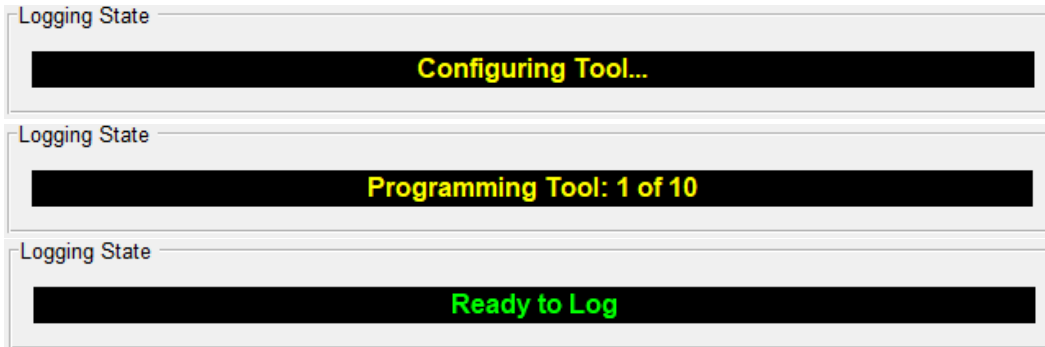 Logging State
Configuring Tool...
Logging State
Programming Tool: 1 of 10
Logging State
Ready to Log